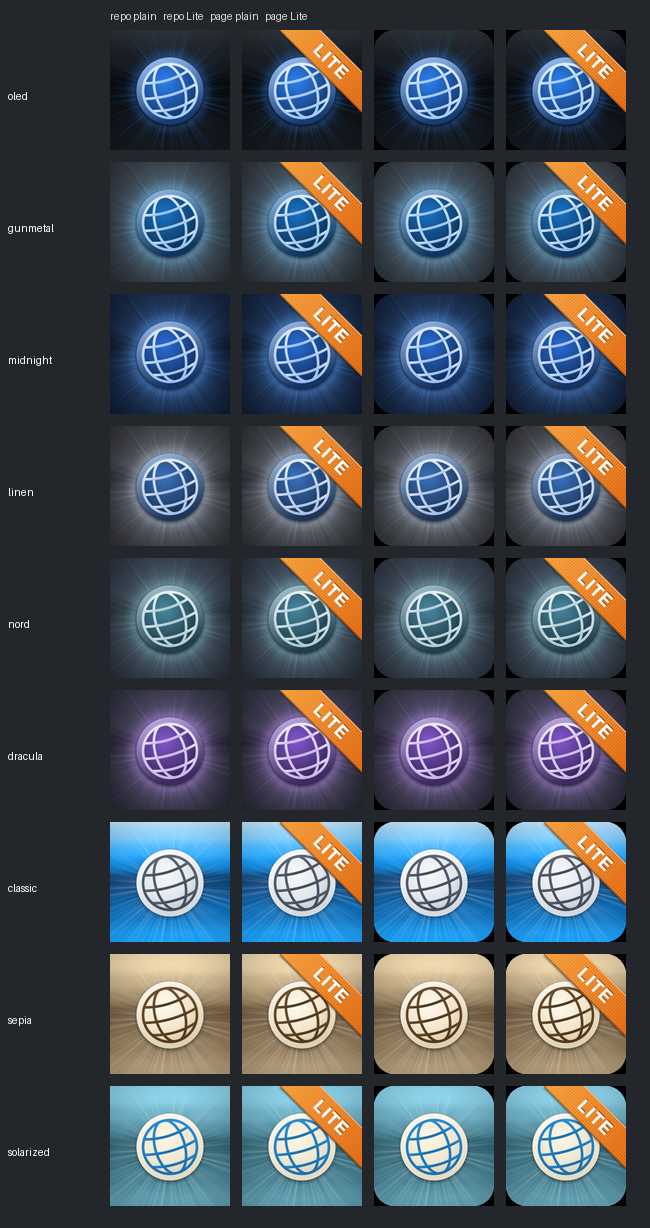 repo plain repo Lite page plain page Lite
oled LITE LITE
gunmetal LITE LITE
midnight LITE LITE
linen LITE LITE
nord LITE LITE
dracula LITE LITE
classic LITE LITE
sepia LITE LITE
solarized LITE LITE